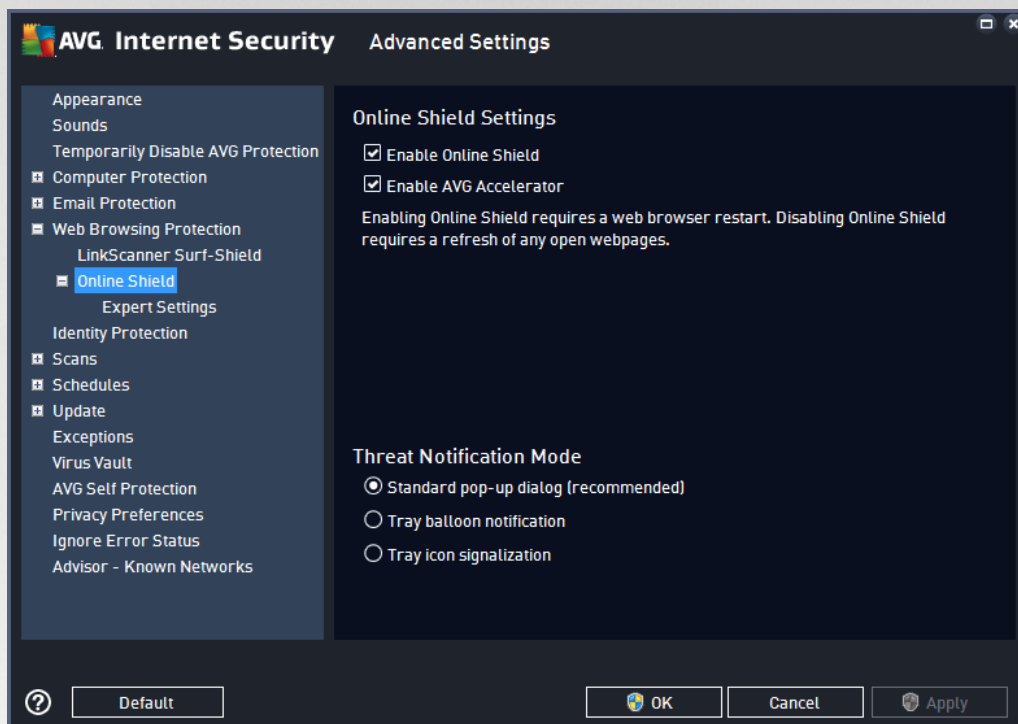 AVG. Internet Security Advanced Settings
Appearance
Sounds
Temporarily Disable AVG Protection
Computer Protection
Email Protection
Web Browsing Protection
LinkScanner Surf-Shield
Online Shield
Expert Settings
Identity Protection
Scans
Schedules
Update
Exceptions
Virus Vault
AVG Self Protection
Privacy Preferences
Ignore Error Status
Advisor - Known Networks
Online Shield Settings
Enable Online Shield
Enable AVG Accelerator
Enabling Online Shield requires a web browser restart. Disabling Online Shield
requires a refresh of any open webpages.
Threat Notification Mode
Standard pop-up dialog (recommended)
Tray balloon notification
Tray icon signalization
? Default OK Cancel Apply